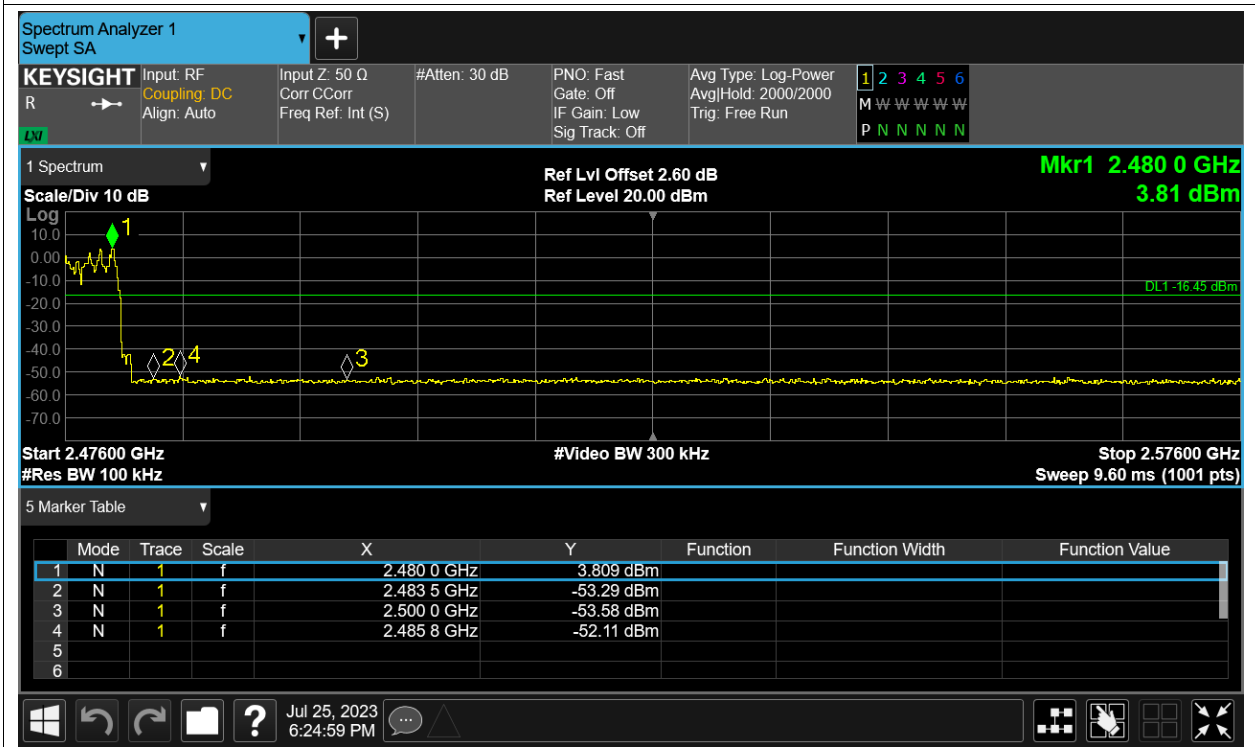 Spectrum Analyzer 1
Swept SA
+
KEYSIGHT Input: RF Input Z: 50 Ω #Atten: 30 dB PNO: Fast Avg Type: Log-Power 1 2 3 4 5 6
R Coupling: DC Corr CCorr Gate: Off Avg|Hold: 2000/2000 M W W W W W W
Align: Auto Freq Ref: Int (S) IF Gain: Low Trig: Free Run
LXI Sig Track: Off P N N N N N N
1 Spectrum Ref Lvl Offset 2.60 dB Mkr1 2.480 0 GHz
Scale/Div 10 dB Ref Level 20.00 dBm 3.81 dBm
Log
1
10.0
0.00
-10.0
DL1 -16.45 dBm
-20.0
-30.0
-40.0
2 4 3
-50.0
-60.0
-70.0
Start 2.47600 GHz #Video BW 300 kHz Stop 2.57600 GHz
#Res BW 100 kHz Sweep 9.60 ms (1001 pts)
5 Marker Table
Mode Trace Scale X Y Function Function Width Function Value
1 N 1 f 2.480 0 GHz 3.809 dBm
2 N 1 f 2.483 5 GHz -53.29 dBm
3 N 1 f 2.500 0 GHz -53.58 dBm
4 N 1 f 2.485 8 GHz -52.11 dBm
5
6
? Jul 25, 2023
6:24:59 PM